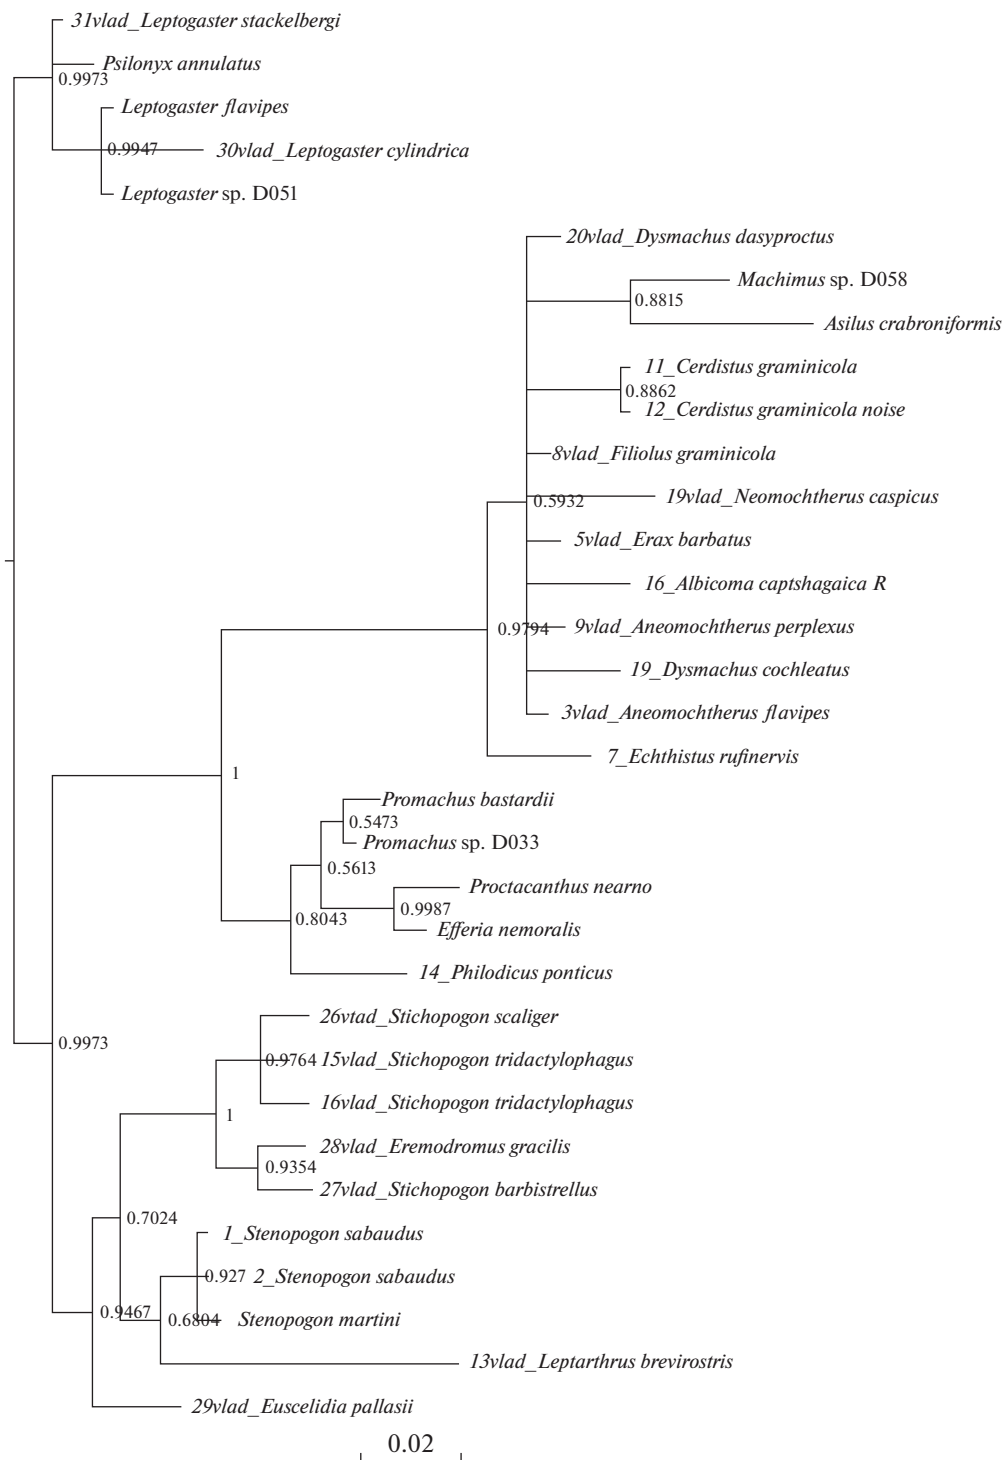 31vlad_Leptogaster stackelbergi
Psilonyx annulatus
0.9973
Leptogaster flavipes
0.9947
30vlad_Leptogaster cylindrica
Leptogaster sp. D051
20vlad_Dysmachus dasyproctus
Machimus sp. D058
0.8815
Asilus crabroniformis
11_Cerdistus graminicola
0.8862
12_Cerdistus graminicola noise
8vlad_Filiolus graminicola
0.5932
19vlad_Neomochtherus caspicus
5vlad_Erax barbatus
16_Albicoma captshagaica R
0.9794
9vlad_Aneomochtherus perplexus
19_Dysmachus cochleatus
3vlad_Aneomochtherus flavipes
7_Echthistus rufinervis
1
Promachus bastardii
0.5473
Promachus sp. D033
0.5613
Proctacanthus nearno
0.9987
0.8043
Efferia nemoralis
14_Philodicus ponticus
26vtad_Stichopogon scaliger
0.9973
0.9764
15vlad_Stichopogon tridactylophagus
16vlad_Stichopogon tridactylophagus
1
28vlad_Eremodromus gracilis
0.9354
27vlad_Stichopogon barbistrellus
0.7024
1_Stenopogon sabaudus
0.927
2_Stenopogon sabaudus
0.9467
0.6804
Stenopogon martini
13vlad_Leptarthrus brevirostris
29vlad_Euscelidia pallasii
0.02